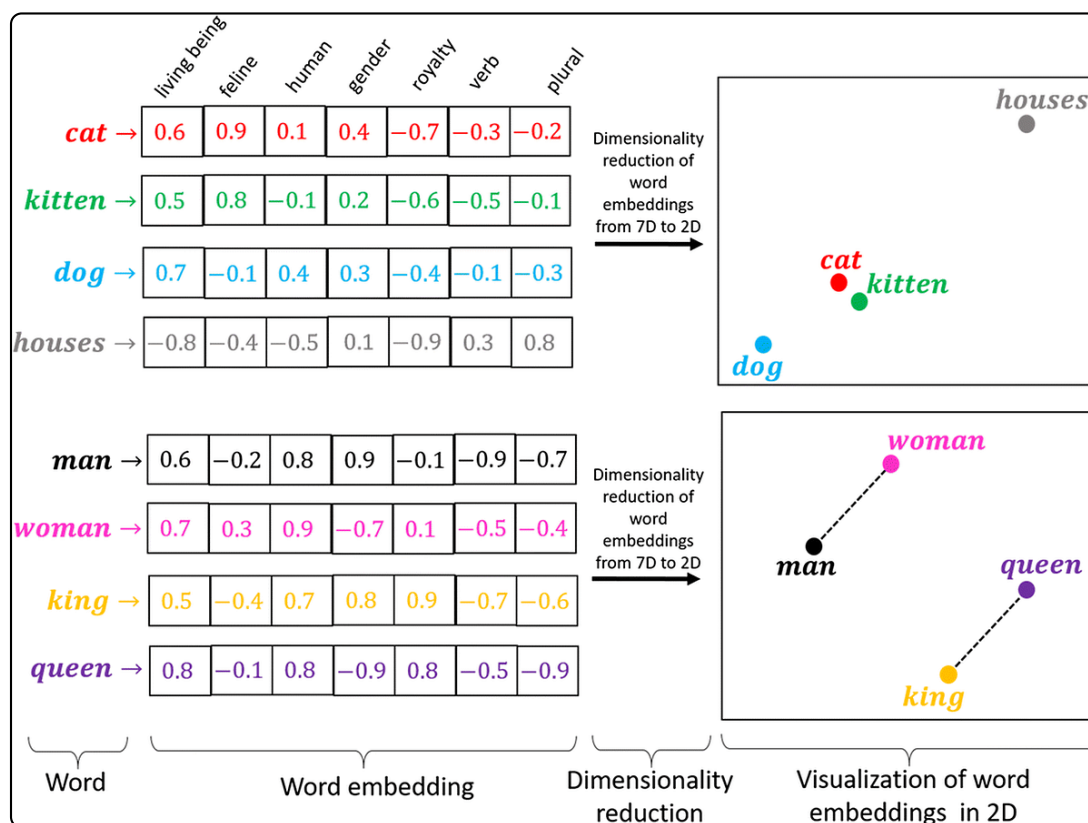 living being feline human gender royalty verb plural
cat → 0.6 0.9 0.1 0.4 −0.7 −0.3 −0.2
kitten → 0.5 0.8 −0.1 0.2 −0.6 −0.5 −0.1
dog → 0.7 −0.1 0.4 0.3 −0.4 −0.1 −0.3
houses → −0.8 −0.4 −0.5 0.1 −0.9 0.3 0.8
Dimensionality
reduction of
word
embeddings
from 7D to 2D
houses
cat
kitten
dog
man → 0.6 −0.2 0.8 0.9 −0.1 −0.9 −0.7
woman → 0.7 0.3 0.9 −0.7 0.1 −0.5 −0.4
king → 0.5 −0.4 0.7 0.8 0.9 −0.7 −0.6
queen → 0.8 −0.1 0.8 −0.9 0.8 −0.5 −0.9
Dimensionality
reduction of
word
embeddings
from 7D to 2D
woman
man
queen
king
Word
Word embedding
Dimensionality
reduction
Visualization of word
embeddings in 2D